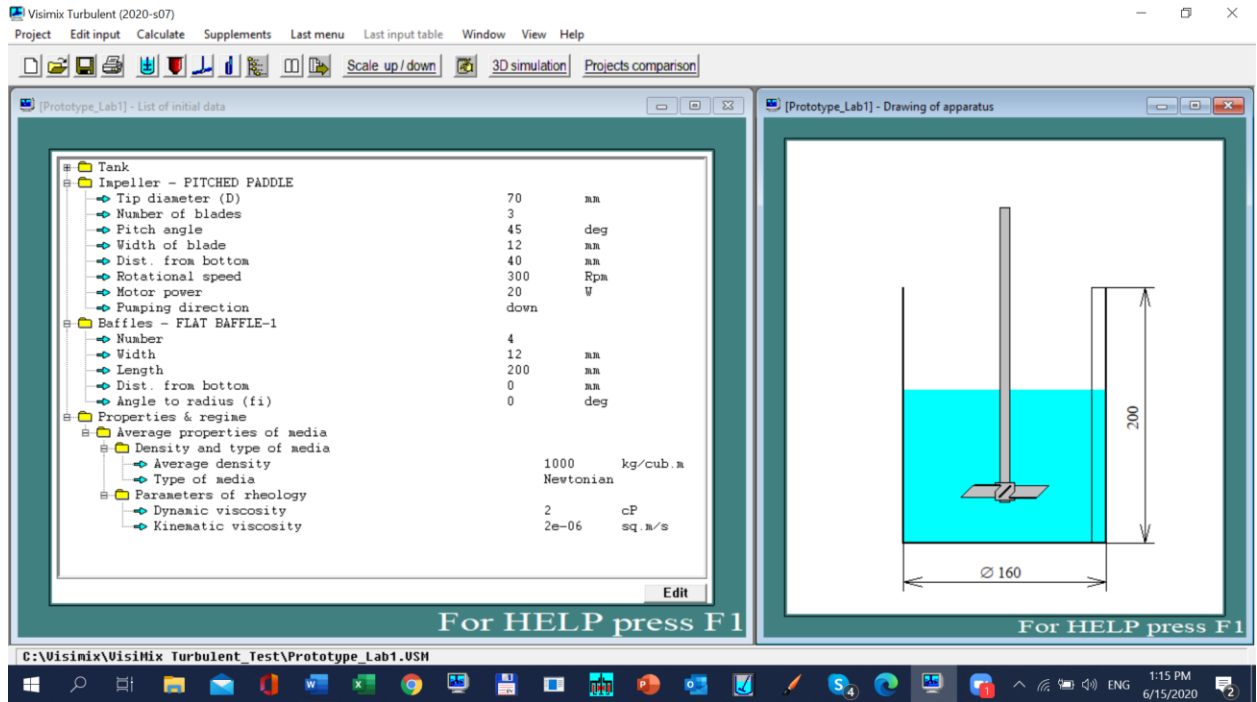 Visimix Turbulent (2020-s07)
Project Edit input Calculate Supplements Last menu Last input table Window View Help
Scale up / down 3D simulation Projects comparison
[Prototype_Lab1] - List of initial data
Tank
Impeller - PITCHED PADDLE
Tip diameter (D) 70 mm
Number of blades 3
Pitch angle 45 deg
Width of blade 12 mm
Dist. from bottom 40 mm
Rotational speed 300 Rpm
Motor power 20 W
Pumping direction down
Baffles - FLAT BAFFLE-1
Number 4
Width 12 mm
Length 200 mm
Dist. from bottom 0 mm
Angle to radius (fi) 0 deg
Properties & regime
Average properties of media
Density and type of media
Average density 1000 kg/cub.m
Type of media Newtonian
Parameters of rheology
Dynamic viscosity 2 cP
Kinematic viscosity 2e-06 sq.m/s
Edit
For HELP press F1
[Prototype_Lab1] - Drawing of apparatus
200
∅ 160
For HELP press F1
C:\Visimix\VisiMix Turbulent_Test\Prototype_Lab1.VSM
4
1
ENG
1:15 PM
6/15/2020
2